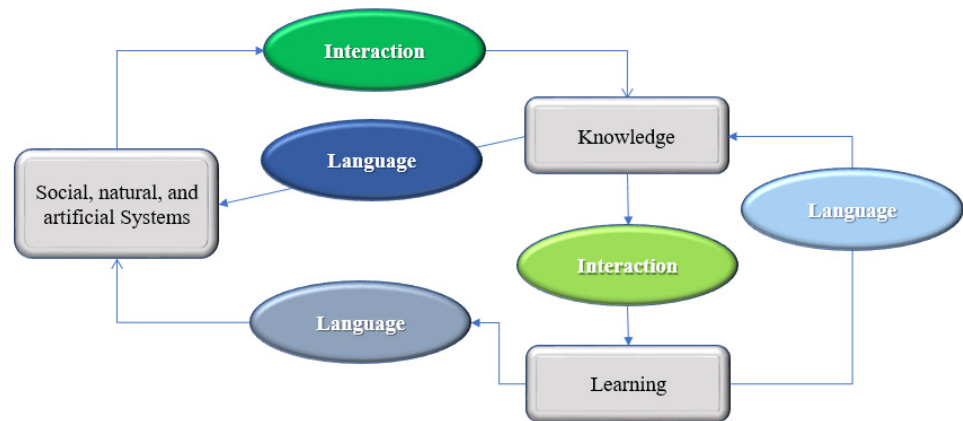 Interaction
Knowledge
Language
Social, natural, and
artificial Systems
Language
Interaction
Language
Learning